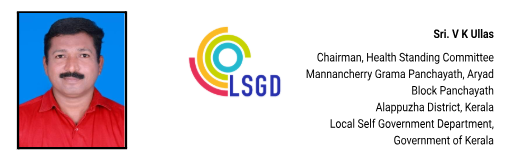 LSGD
Sri. V K Ullas
Chairman, Health Standing Committee
Mannancherry Grama Panchayath, Aryad
Block Panchayath
Alappuzha District, Kerala
Local Self Government Department,
Government of Kerala